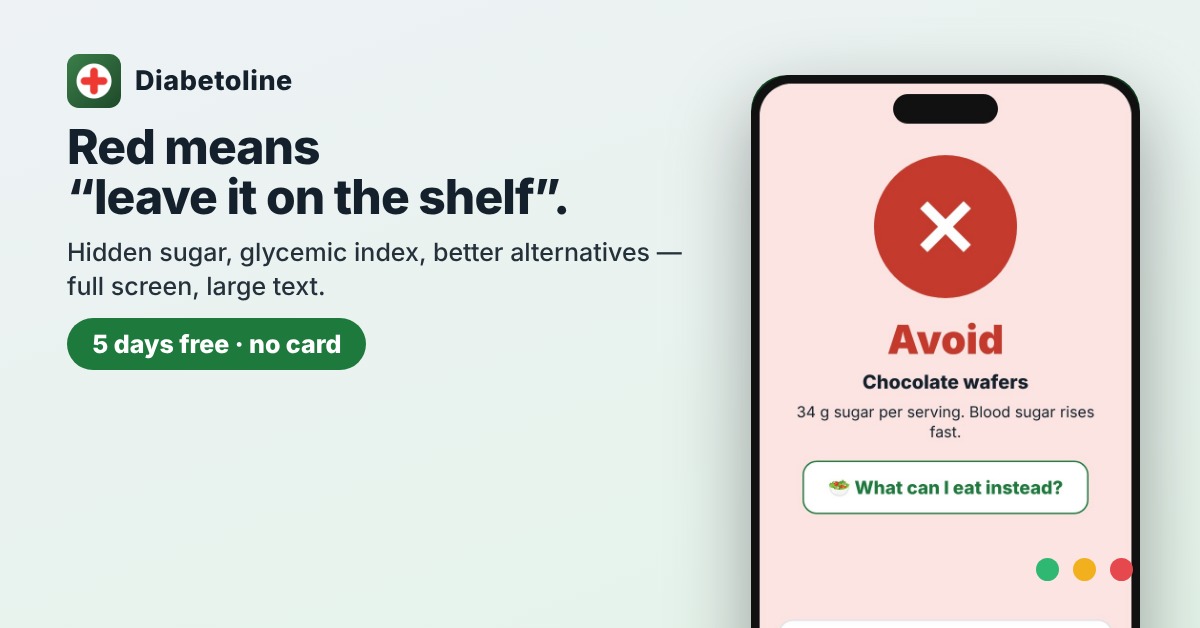 Diabetoline
Red means
“leave it on the shelf”.
Hidden sugar, glycemic index, better alternatives —
full screen, large text.
5 days free · no card
Avoid
Chocolate wafers
34 g sugar per serving. Blood sugar rises
fast.
🥗 What can I eat instead?